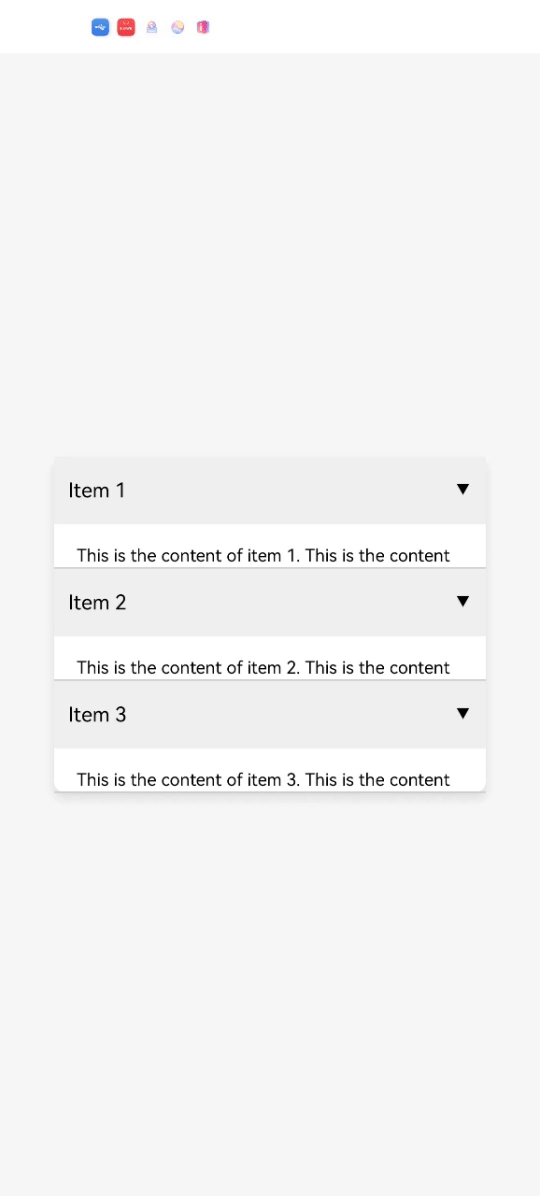 Item 1
This is the content of item 1. This is the content
Item 2
This is the content of item 2. This is the content
Item 3
This is the content of item 3. This is the content